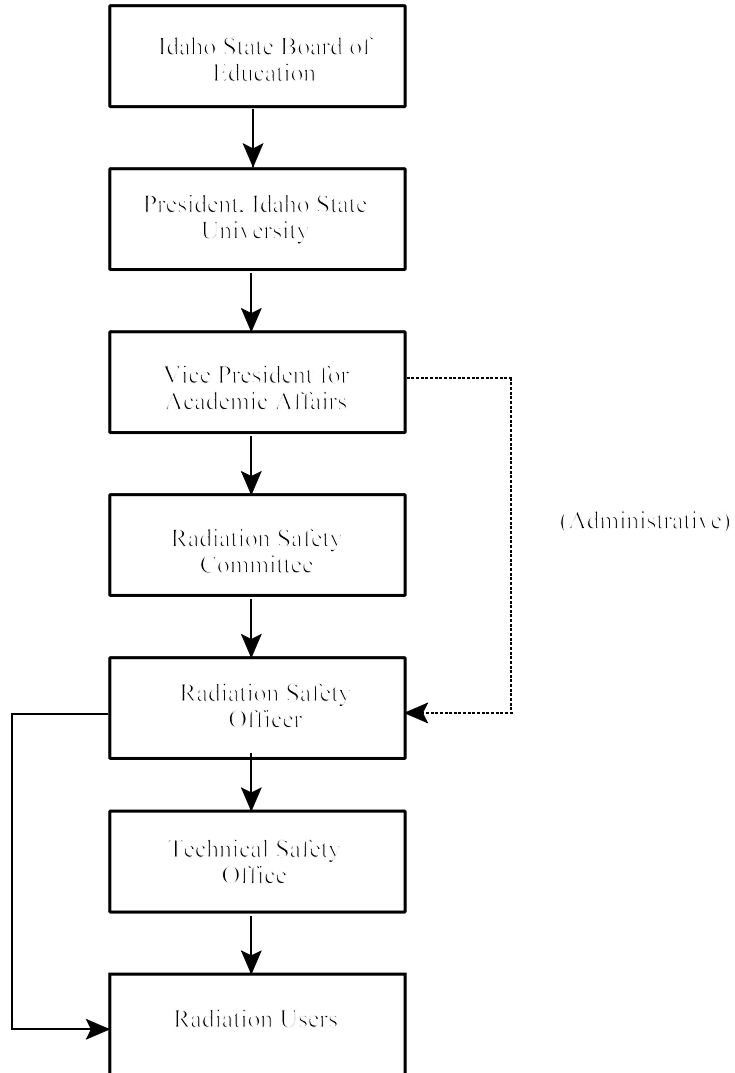 Idaho State Board of
Education
President, Idaho State
University
Vice President for
Academic Affairs
(Administrative)
Radiation Safety
Committee
Radiation Safety
Officer
Technical Safety
Office
Radiation Users